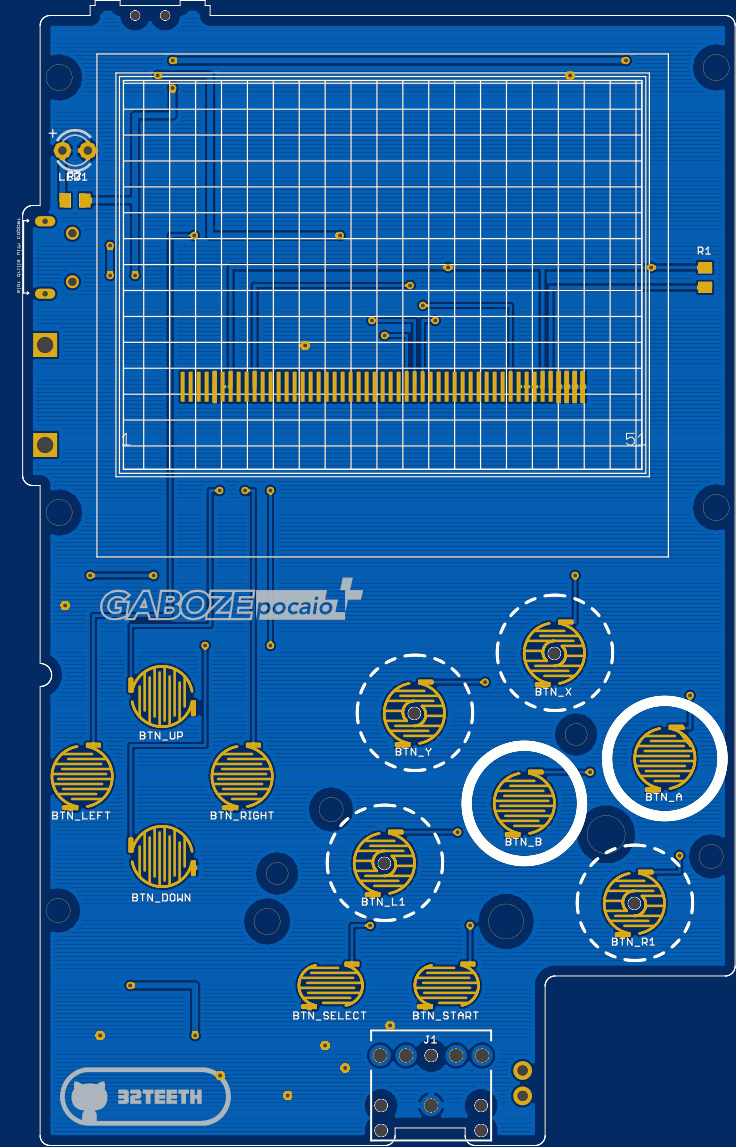 +
R1
1
51
GABOZE
pocaio
BTN_X
BTN_UP
BTN_Y
BTN_A
BTN_LEFT
BTN_RIGHT
BTN_B
BTN_DOWN
BTN_L1
BTN_R1
BTN_SELECT
BTN_START
J1
32TEETH